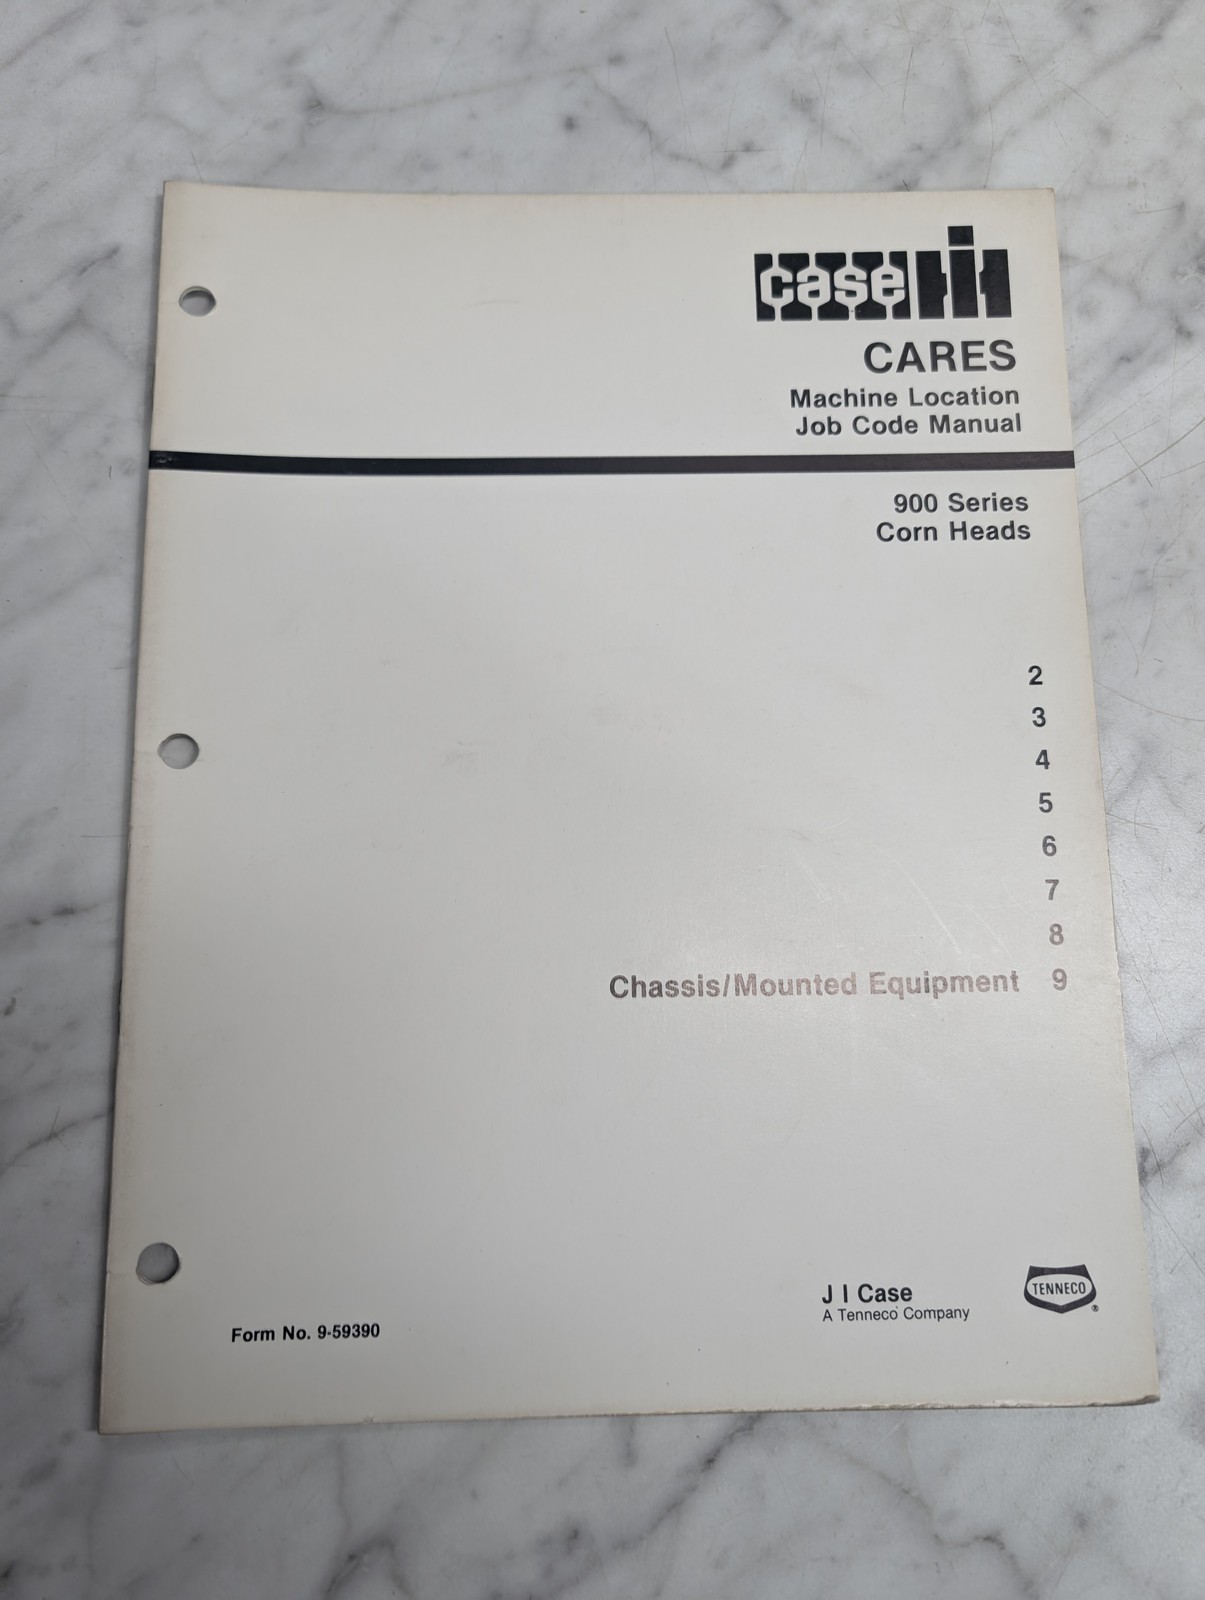 case IH
CARES
Machine Location
Job Code Manual
900 Series
Corn Heads
2
3
4
5
6
7
8
Chassis/Mounted Equipment 9
J I Case
A Tenneco Company
TENNECO
®
Form No. 9-59390